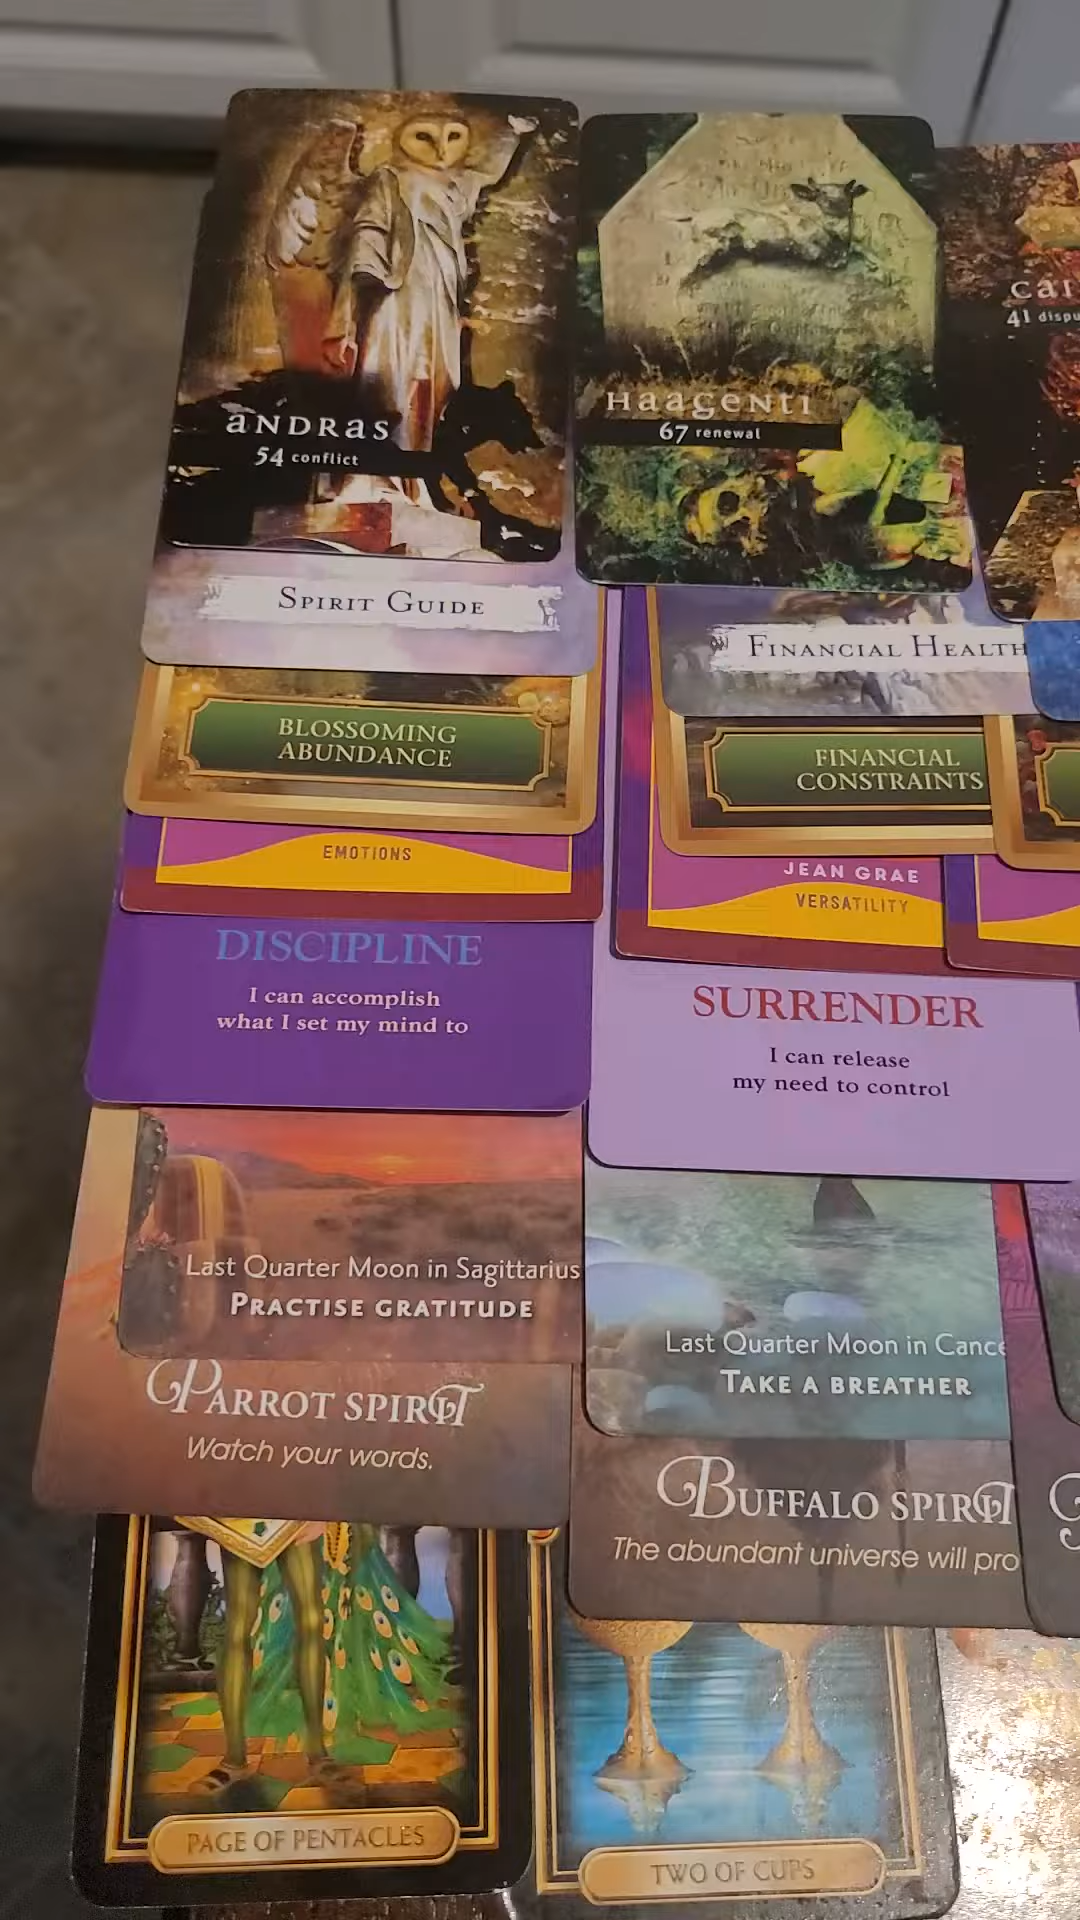 ANDRAS
54 conflict
HAAGENTI
67 renewal
41
SPIRIT GUIDE
FINANCIAL HEALTH
BLOSSOMING
ABUNDANCE
FINANCIAL
CONSTRAINTS
EMOTIONS
JEAN GRAE
VERSATILITY
DISCIPLINE
I can accomplish
what I set my mind to
SURRENDER
I can release
my need to control
Last Quarter Moon in Sagittarius
PRACTISE GRATITUDE
Last Quarter Moon in Cance
TAKE A BREATHER
PARROT SPIRIT
Watch your words.
BUFFALO SPIRIT
The abundant universe will pro
PAGE OF PENTACLES
TWO OF CUPS